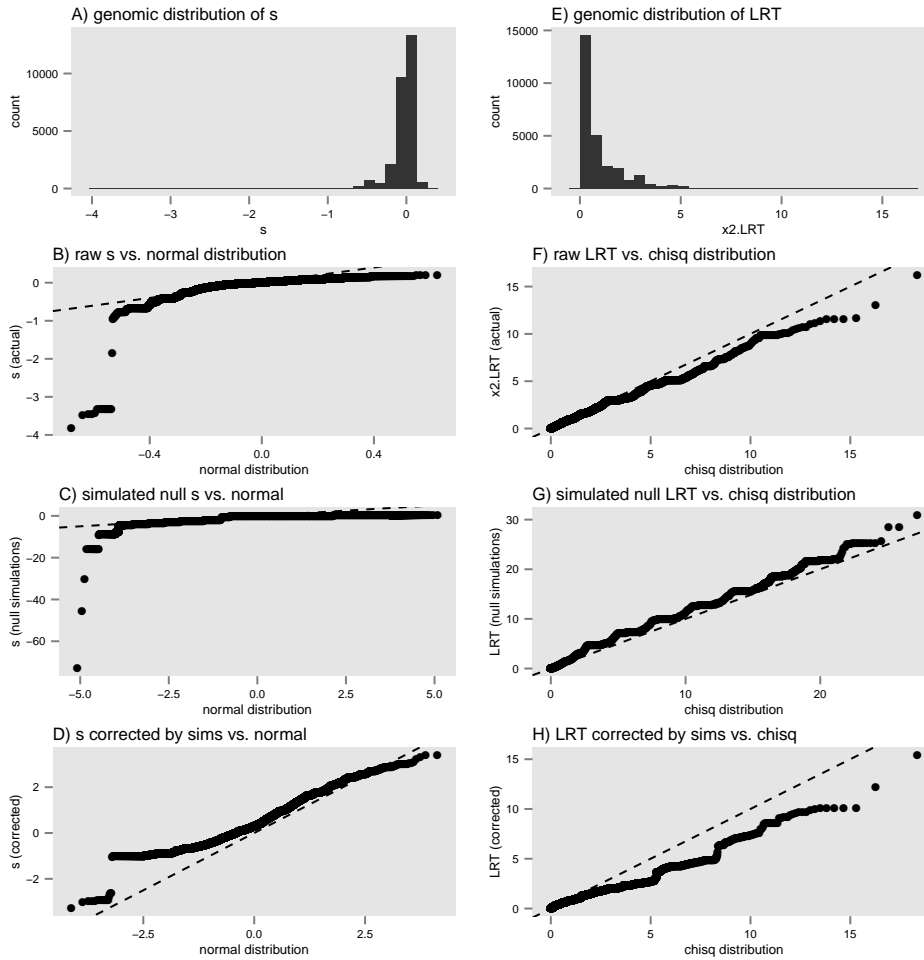 A) genomic distribution of s
10000
5000
0
count
−4
−3
−2
−1
0
s
E) genomic distribution of LRT
15000
10000
5000
0
count
0
5
10
15
x2.LRT
B) raw s vs. normal distribution
0
−1
−2
−3
−4
s (actual)
−0.4
0.0
0.4
normal distribution
F) raw LRT vs. chisq distribution
15
10
5
0
x2.LRT (actual)
0
5
10
15
chisq distribution
C) simulated null s vs. normal
0
−20
−40
−60
s (null simulations)
−5.0
−2.5
0.0
2.5
5.0
normal distribution
G) simulated null LRT vs. chisq distribution
30
20
10
0
LRT (null simulations)
0
10
20
chisq distribution
D) s corrected by sims vs. normal
2
0
−2
s (corrected)
−2.5
0.0
2.5
normal distribution
H) LRT corrected by sims vs. chisq
15
10
5
0
LRT (corrected)
0
5
10
15
chisq distribution